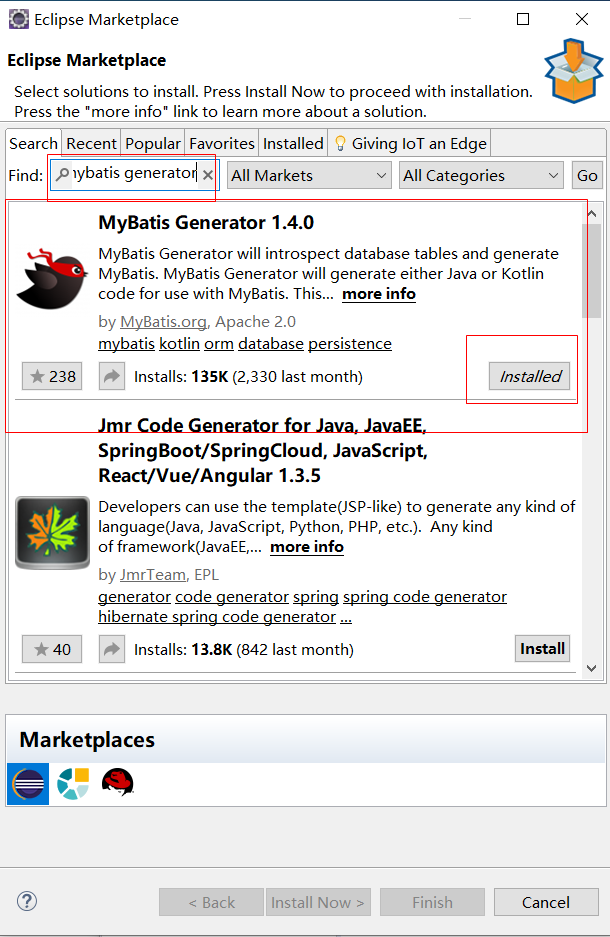 Eclipse Marketplace
Eclipse Marketplace
Select solutions to install. Press Install Now to proceed with installation.
Press the "more info" link to learn more about a solution.
Search Recent Popular Favorites Installed Giving IoT an Edge
Find: mybatis generator All Markets All Categories Go
MyBatis Generator 1.4.0
MyBatis Generator will introspect database tables and generate
MyBatis. MyBatis Generator will generate either Java or Kotlin
code for use with MyBatis. This... more info
by MyBatis.org, Apache 2.0
mybatis kotlin orm database persistence
238 Installs: 135K (2,330 last month) Installed
Jmr Code Generator for Java, JavaEE,
SpringBoot/SpringCloud, JavaScript,
React/Vue/Angular 1.3.5
Developers can use the template(JSP-like) to generate any kind of
language(Java, JavaScript, Python, PHP, etc.). Any kind
of framework(JavaEE,... more info
by JmrTeam, EPL
generator code generator spring spring code generator
hibernate spring code generator ...
40 Installs: 13.8K (842 last month) Install
Marketplaces
? < Back Install Now > Finish Cancel